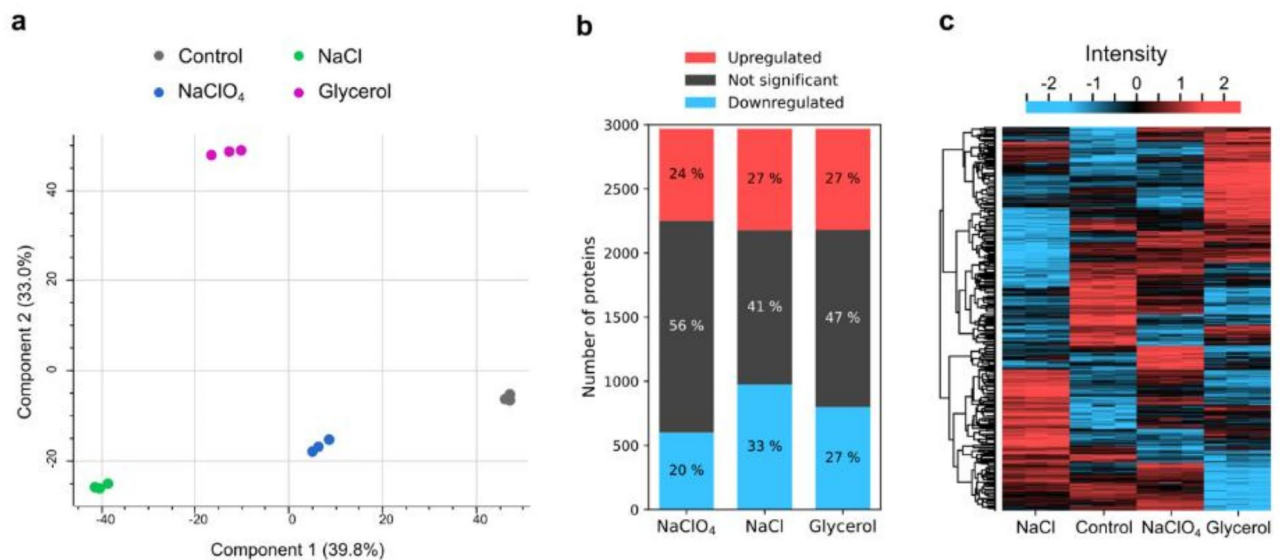 a
Control
NaCl
NaClO₄
Glycerol
Component 2 (33.0%)
40
20
0
-20
-40
-20
0
20
40
Component 1 (39.8%)
b
Upregulated
Not significant
Downregulated
Number of proteins
3000
2500
2000
1500
1000
500
0
24 %
27 %
27 %
56 %
41 %
47 %
20 %
33 %
27 %
NaClO₄
NaCl
Glycerol
c
Intensity
-2
-1
0
1
2
NaCl
Control
NaClO₄
Glycerol